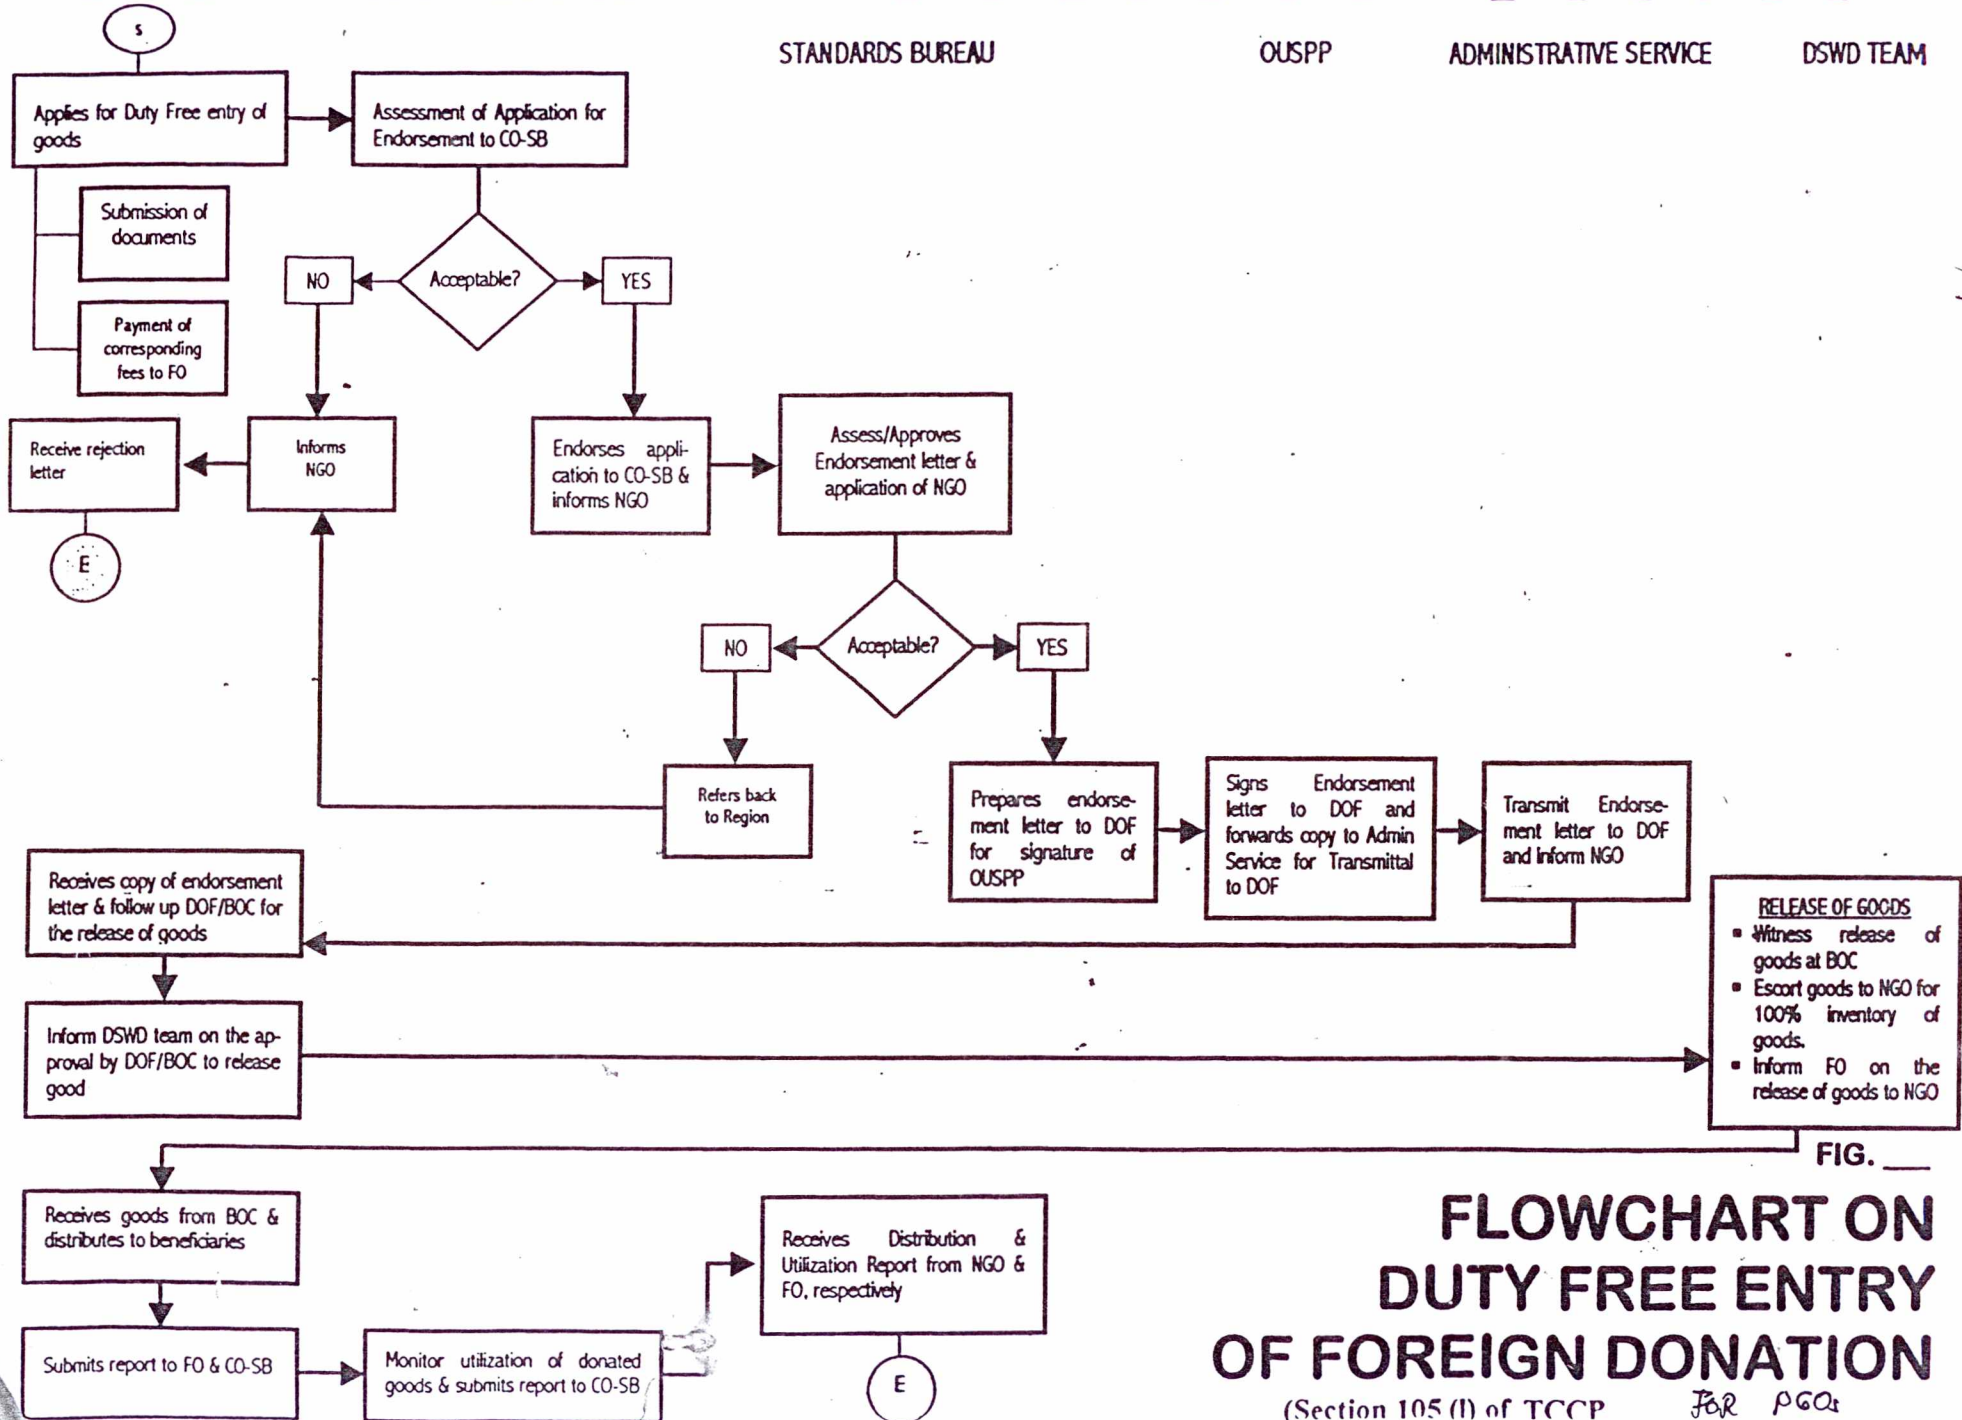 S
STANDARDS BUREAU
OUSPP
ADMINISTRATIVE SERVICE
DSWD TEAM
Applies for Duty Free entry of
goods
Assessment of Application for
Endorsement to CO-SB
Submission of
documents
Payment of
corresponding
fees to FO
NO
Acceptable?
YES
Receive rejection
letter
Informs
NGO
Endorses appli-
cation to CO-SB &
informs NGO
Assess/Approves
Endorsement letter &
application of NGO
E
NO
Acceptable?
YES
Refers back
to Region
Prepares endorse-
ment letter to DOF
for signature of
OUSPP
Signs Endorsement
letter to DOF and
forwards copy to Admin
Service for Transmittal
to DOF
Transmit Endorse-
ment letter to DOF
and inform NGO
Receives copy of endorsement
letter & follow up DOF/BOC for
the release of goods
RELEASE OF GOODS
▪ Witness release of
goods at BOC
▪ Escort goods to NGO for
100% inventory of
goods.
▪ Inform FO on the
release of goods to NGO
Inform DSWD team on the ap-
proval by DOF/BOC to release
good
Receives goods from BOC &
distributes to beneficiaries
Submits report to FO & CO-SB
Monitor utilization of donated
goods & submits report to CO-SB
Receives Distribution &
Utilization Report from NGO &
FO, respectively
E
FIG. ___
FLOWCHART ON
DUTY FREE ENTRY
OF FOREIGN DONATION
(Section 105 (l) of TCCP
FOR